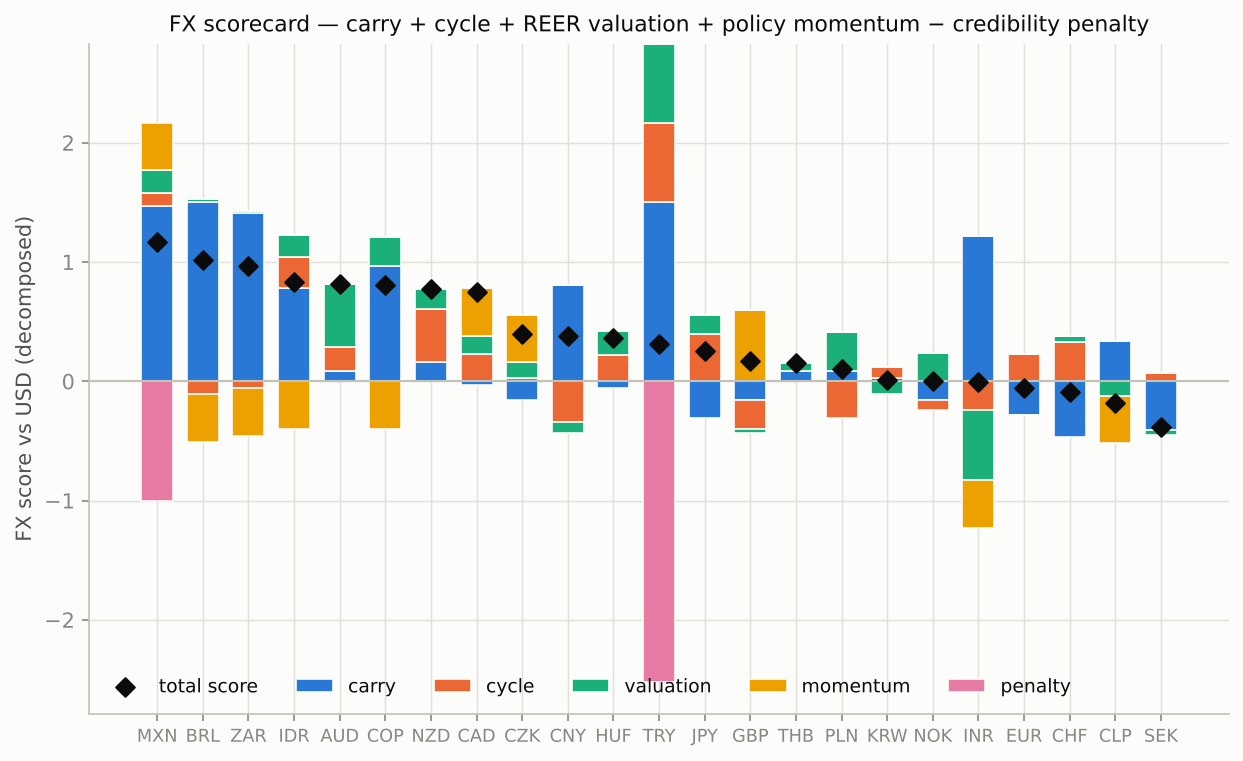 FX scorecard — carry + cycle + REER valuation + policy momentum − credibility penalty
FX score vs USD (decomposed)
2
1
0
−1
−2
total score carry cycle valuation momentum penalty
MXN BRL ZAR IDR AUD COP NZD CAD CZK CNY HUF TRY JPY GBP THB PLN KRW NOK INR EUR CHF CLP SEK